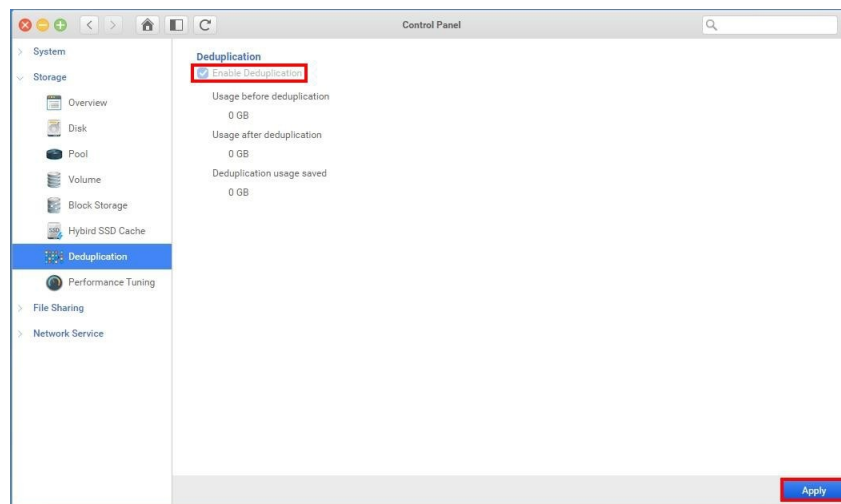 Control Panel
System
Storage
Overview
Disk
Pool
Volume
Block Storage
SSD
Hybird SSD Cache
Deduplication
Performance Tuning
File Sharing
Network Service
Deduplication
Enable Deduplication
Usage before deduplication
0 GB
Usage after deduplication
0 GB
Deduplication usage saved
0 GB
Apply